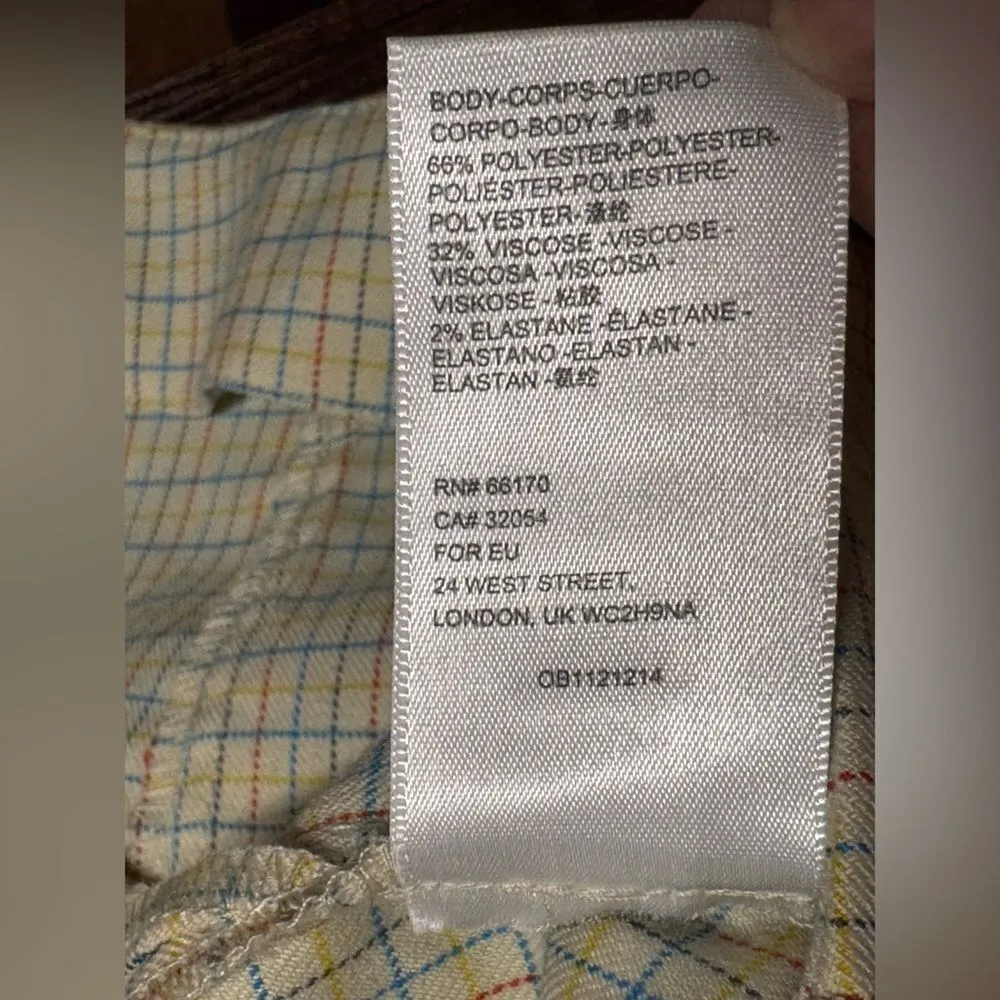 BODY-CORPS-CUERPO-
CORPO-BODY-身体
66% POLYESTER-POLYESTER-
POLIÉSTER-POLIESTERE-
POLYESTER-涤纶
32% VISCOSE -VISCOSE -
VISCOSA -VISCOSA -
VISKOSE -粘胶
2% ELASTANE -ÉLASTANE -
ELASTANO -ELASTAN -
ELASTAN -氨纶
RN# 66170
CA# 32054
FOR EU
24 WEST STREET,
LONDON, UK WC2H9NA
OB1121214